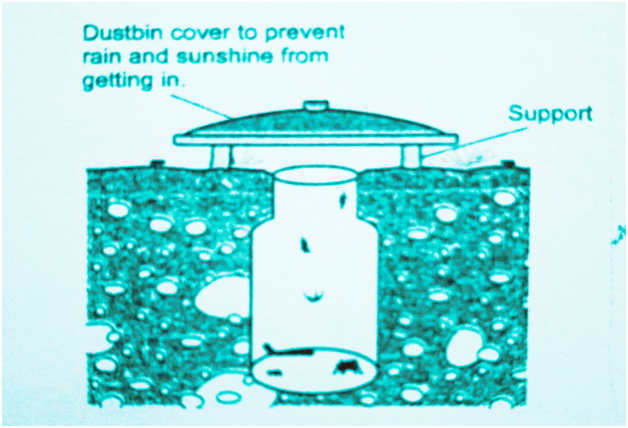 Dustbin cover to prevent
rain and sunshine from
getting in.
Support